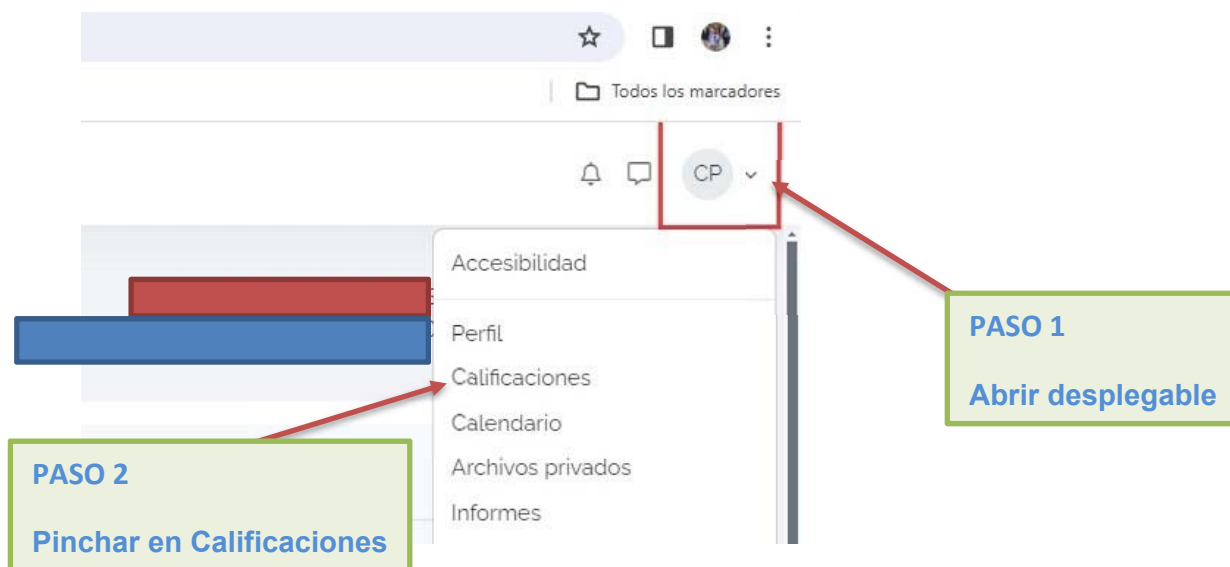 Todos los marcadores
CP
Accesibilidad
Perfil
Calificaciones
Calendario
Archivos privados
Informes
PASO 1
Abrir desplegable
PASO 2
Pinchar en Calificaciones